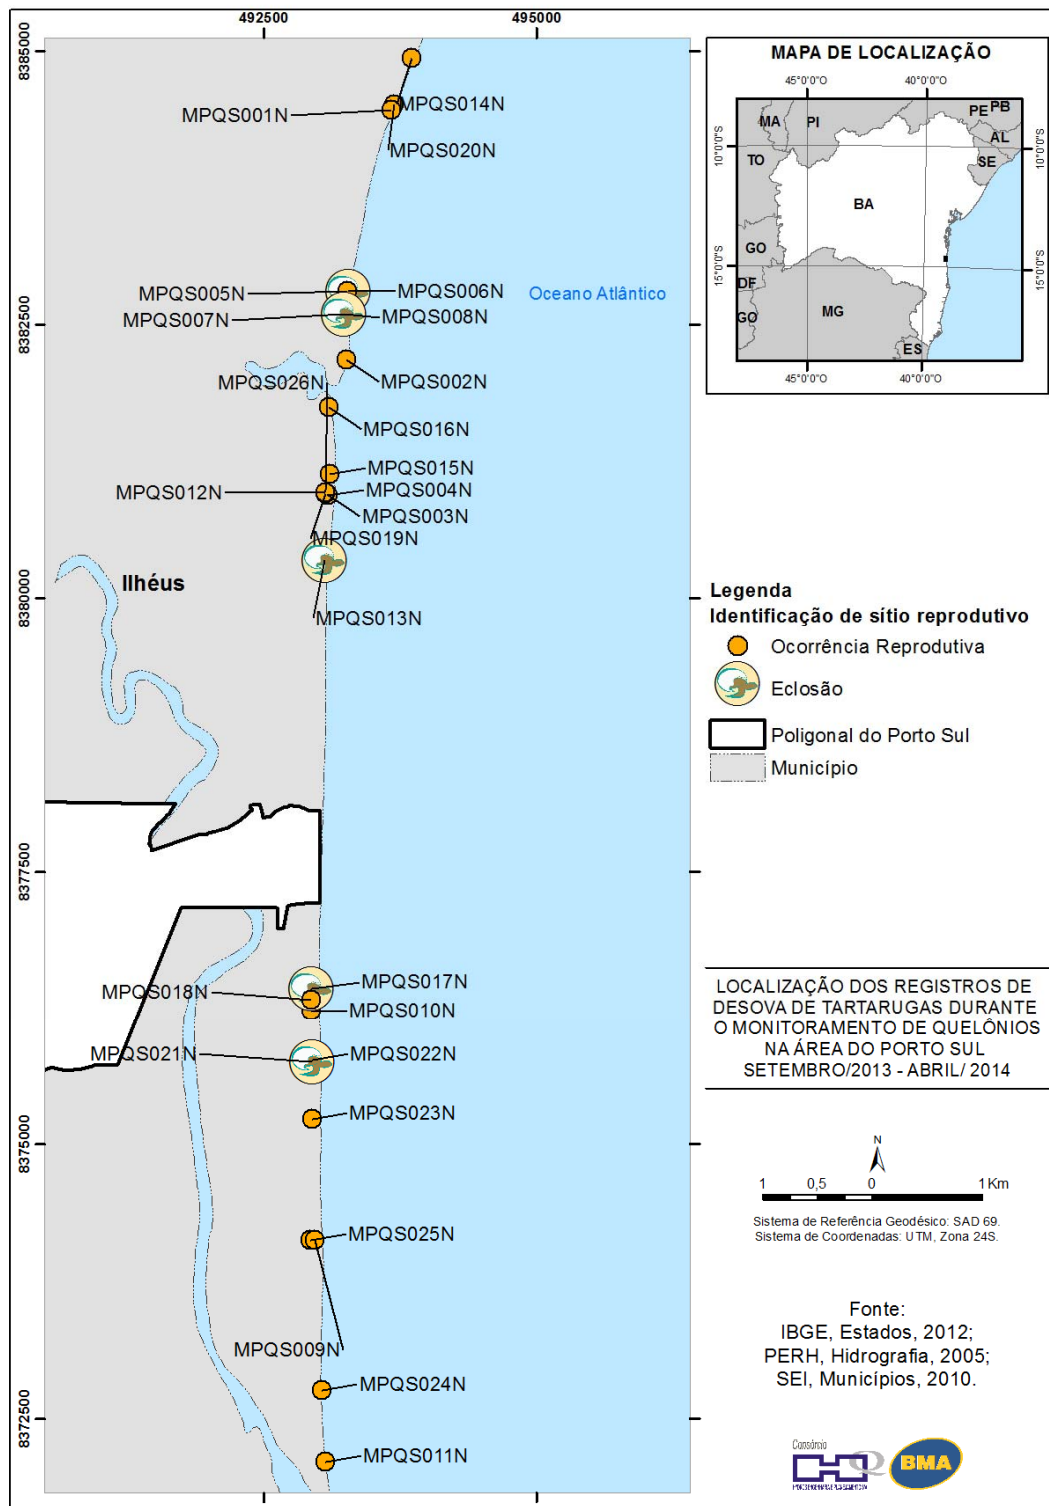 492500
495000
8385000
8382500
8380000
8377500
8375000
8372500
MPQS001N
MPQS014N
MPQS020N
MPQS005N
MPQS006N
MPQS007N
MPQS008N
MPQS002N
MPQS026N
MPQS016N
MPQS015N
MPQS012N
MPQS004N
MPQS003N
MPQS019N
MPQS013N
Ilhéus
Oceano Atlântico
MPQS017N
MPQS018N
MPQS010N
MPQS021N
MPQS022N
MPQS023N
MPQS025N
MPQS009N
MPQS024N
MPQS011N
MAPA DE LOCALIZAÇÃO
45°0'0"O
40°0'0"O
10°0'0"S
10°0'0"S
15°0'0"S
15°0'0"S
45°0'0"O
40°0'0"O
MA
PI
PE
PB
AL
SE
TO
BA
GO
DF
GO
MG
ES
Legenda
Identificação de sítio reprodutivo
Ocorrência Reprodutiva
Eclosão
Poligonal do Porto Sul
Município
LOCALIZAÇÃO DOS REGISTROS DE
DESOVA DE TARTARUGAS DURANTE
O MONITORAMENTO DE QUELÔNIOS
NA ÁREA DO PORTO SUL
SETEMBRO/2013 - ABRIL/ 2014
N
1 0,5 0 1 Km
Sistema de Referência Geodésico: SAD 69.
Sistema de Coordenadas: UTM, Zona 24S.
Fonte:
IBGE, Estados, 2012;
PERH, Hidrografia, 2005;
SEI, Municípios, 2010.
Consórcio
BMA